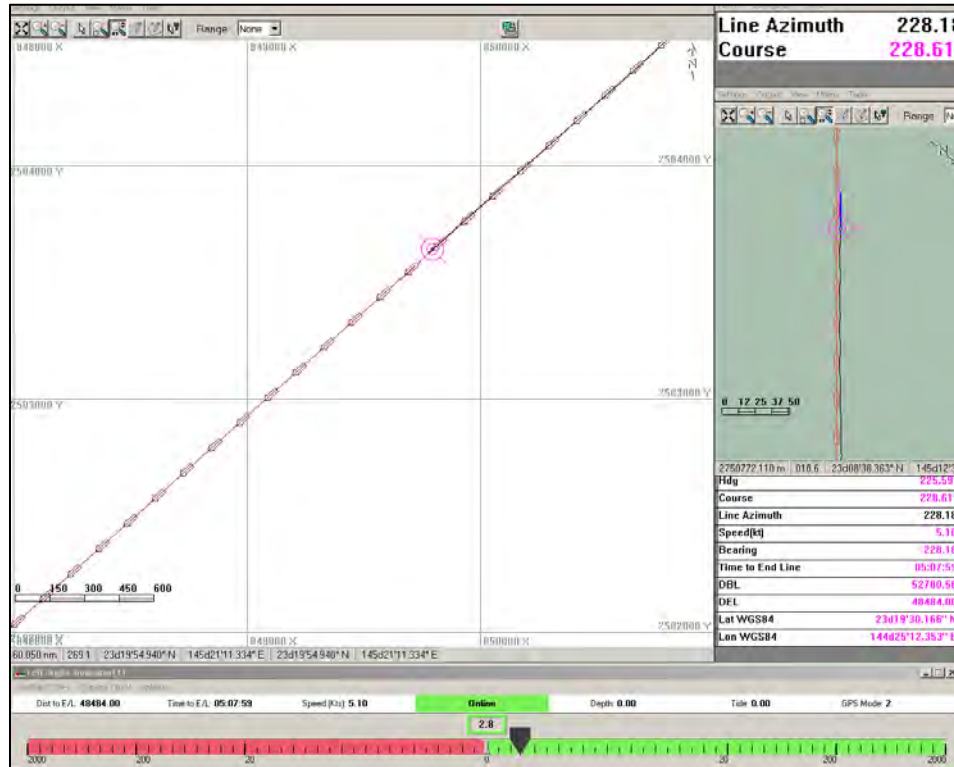 Range None
Line Azimuth 228.18
Course 228.61
848000 X 849000 X 850000 X
2504000 Y 2504000 Y
Range
2503000 Y 2503000 Y
0 12 25 37 50
2750772.110 m 018.6 23d08'38.363" N
Hdg 225.59
Course 228.61
Line Azimuth 228.18
Speed(kt) 5.10
Bearing
Time to End Line 05:07:59
DBL
DEL 48484.00
Lat WGS84 23d19'30.166" N
Lon WGS84 144d25'12.353" E
0 150 300 450 600
849000 X 850000 X
2502000 Y
60.050 nm 269.1 23d19'54.940" N 145d21'11.334" E 23d19'54.940" N 145d21'11.334" E
Dist to E/L: 48484.00 Time to E/L: 05:07:59 Speed (Kts): 5.10 Online Depth: 0.00 Tide: 0.00 GPS Mode: 2
2.8
2000 200 20 0 20 200 2000